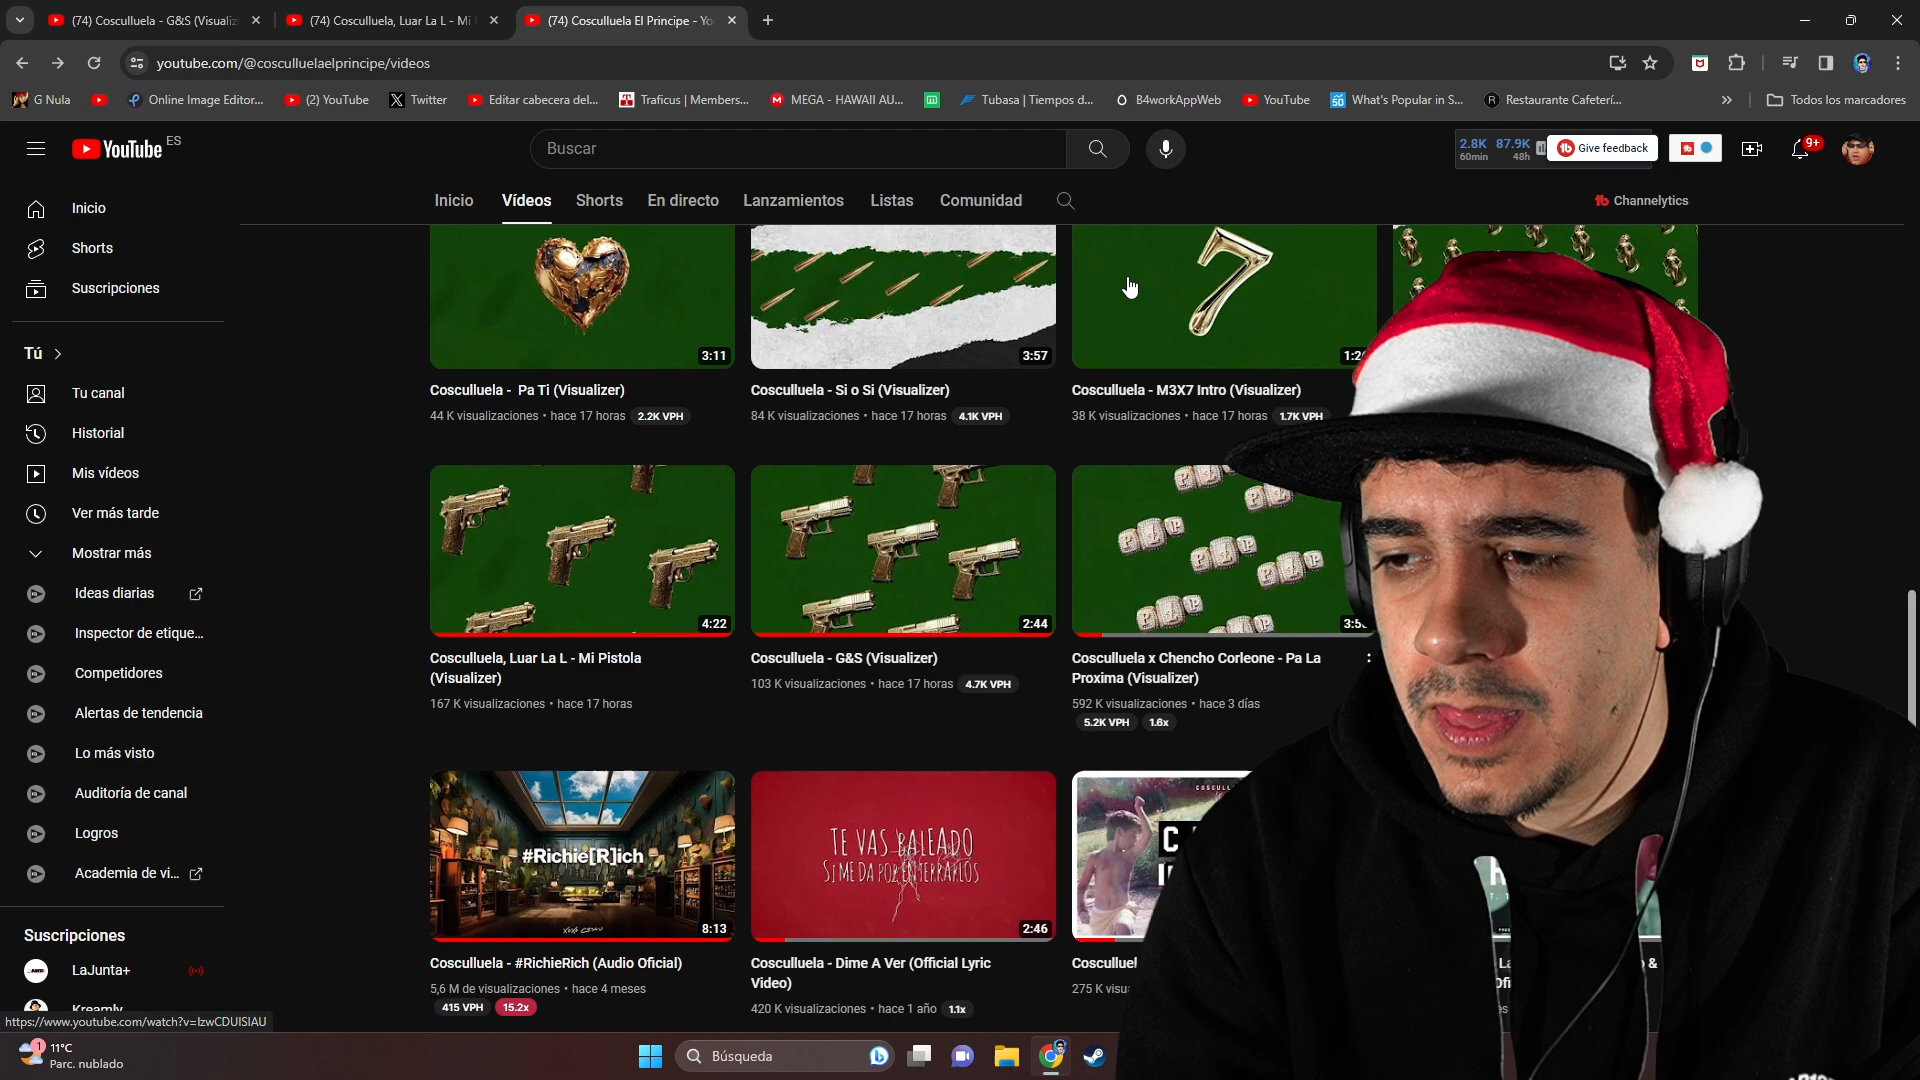 (74) Cosculluela - G&S (Visualiz
(74) Cosculluela, Luar La L - Mi
(74) Cosculluela El Principe - Yo
youtube.com/@cosculluelaelprincipe/videos
G Nula
Online Image Editor...
(2) YouTube
Twitter
Editar cabecera del...
Traficus | Members...
MEGA - HAWAII AU...
Tubasa | Tiempos d...
B4workAppWeb
YouTube
What's Popular in S...
Restaurante Cafeterí...
Todos los marcadores
YouTube ES
Buscar
2.8K 87.9K
60min 48h
Give feedback
9+
Inicio
Vídeos
Shorts
En directo
Lanzamientos
Listas
Comunidad
Channelytics
Inicio
Shorts
Suscripciones
Tú
Tu canal
Historial
Mis vídeos
Ver más tarde
Mostrar más
Ideas diarias
Inspector de etique...
Competidores
Alertas de tendencia
Lo más visto
Auditoría de canal
Logros
Academia de vi...
Suscripciones
LaJunta+
Kreamly
https://www.youtube.com/watch?v=IzwCDUISIAU
3:11
Cosculluela - Pa Ti (Visualizer)
44 K visualizaciones • hace 17 horas 2.2K VPH
3:57
Cosculluela - Si o Si (Visualizer)
84 K visualizaciones • hace 17 horas 4.1K VPH
7
Cosculluela - M3X7 Intro (Visualizer)
38 K visualizaciones • hace 17 horas 1.7K VPH
4:22
Cosculluela, Luar La L - Mi Pistola
(Visualizer)
167 K visualizaciones • hace 17 horas
2:44
Cosculluela - G&S (Visualizer)
103 K visualizaciones • hace 17 horas 4.7K VPH
Cosculluela x Chencho Corleone - Pa La
Proxima (Visualizer)
592 K visualizaciones • hace 3 días
5.2K VPH 1.6x
#Richie[R]ich
8:13
Cosculluela - #RichieRich (Audio Oficial)
5,6 M de visualizaciones • hace 4 meses
415 VPH 15.2x
TE VAS BALEADO
SI ME DA POR ENTERRARLOS
2:46
Cosculluela - Dime A Ver (Official Lyric
Video)
420 K visualizaciones • hace 1 año 1.1x
COSCULL
Cosculluel
275 K visu
11°C
Parc. nublado
Búsqueda